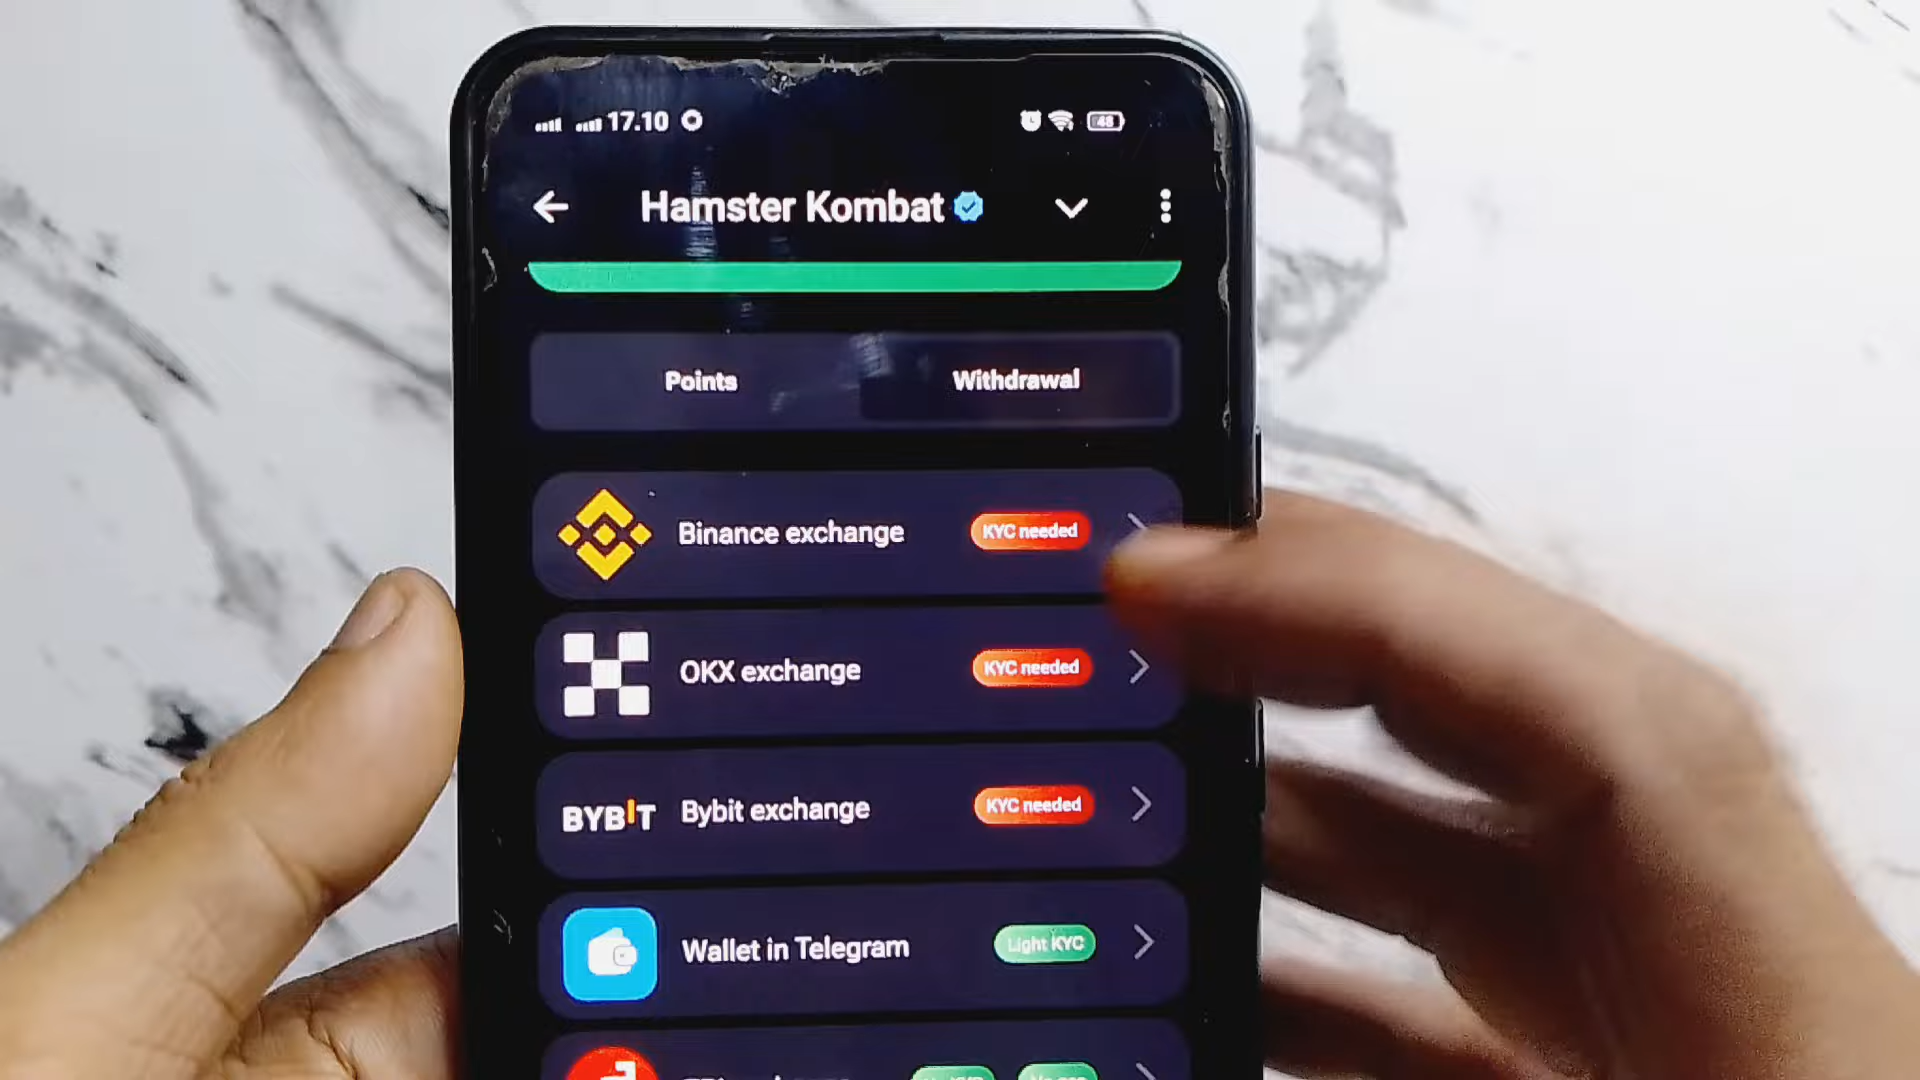 17.10 48
Hamster Kombat
Points Withdrawal
Binance exchange KYC needed
OKX exchange KYC needed
BYBIT Bybit exchange KYC needed
Wallet in Telegram Light KYC